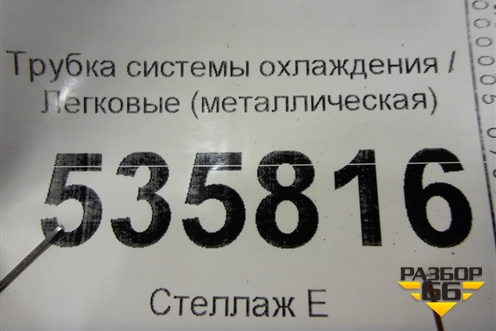 Трубка системы охлаждения /
Легковые (металлическая)
535816
Стеллаж Е
РАЗБОР
66